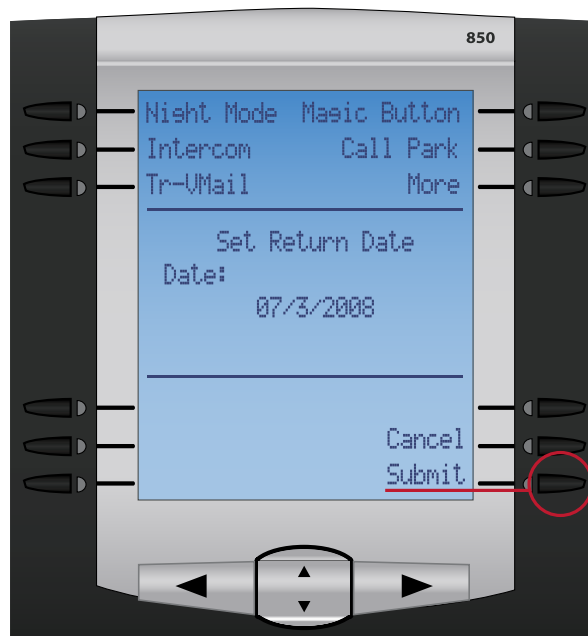 850
Night Mode Magic Button
Intercom Call Park
Tr-VMail More
Set Return Date
Date:
07/3/2008
Cancel
Submit